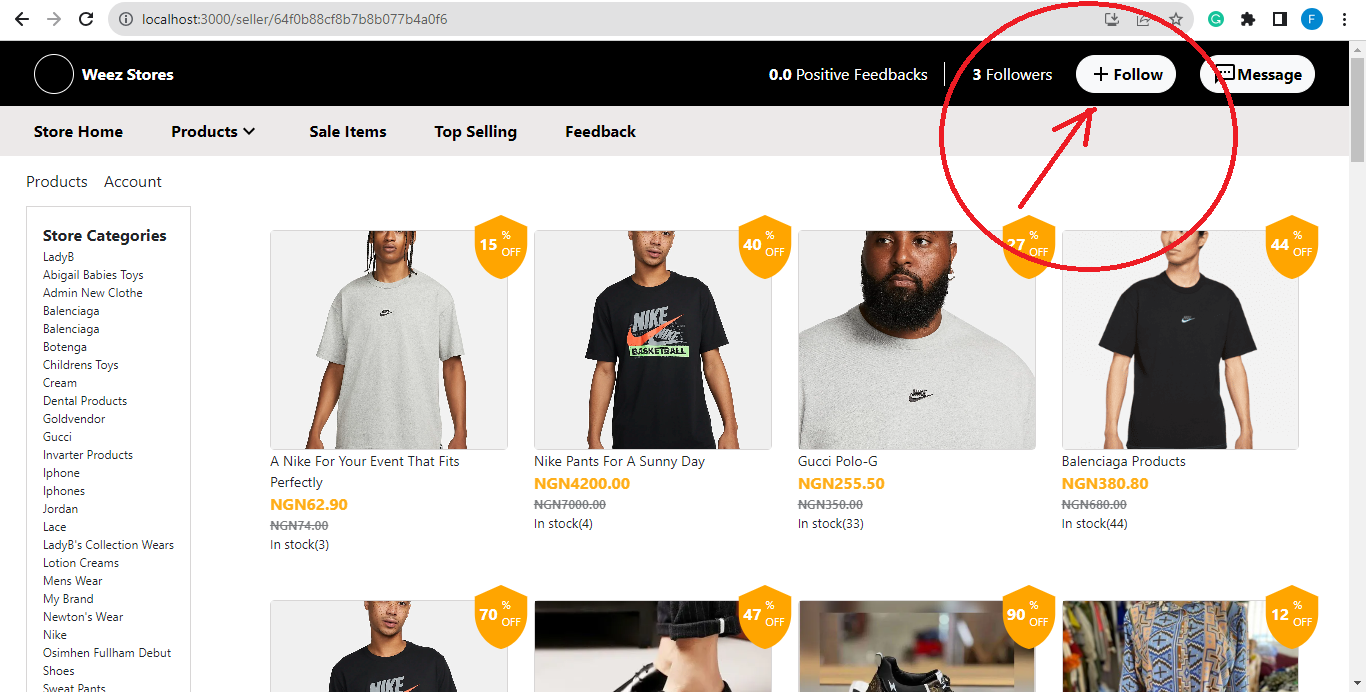 localhost:3000/seller/64f0b88cf8b7b8b077b4a0f6
F
Weez Stores
0.0 Positive Feedbacks
3 Followers
+ Follow
Message
Store Home
Products
Sale Items
Top Selling
Feedback
Products Account
Store Categories
LadyB
Abigail Babies Toys
Admin New Clothe
Balenciaga
Balenciaga
Botenga
Childrens Toys
Cream
Dental Products
Goldvendor
Gucci
Invarter Products
Iphone
Iphones
Jordan
Lace
LadyB's Collection Wears
Lotion Creams
Mens Wear
My Brand
Newton's Wear
Nike
Osimhen Fullham Debut
Shoes
Sweat Pants
15 % OFF
A Nike For Your Event That Fits
Perfectly
NGN62.90
NGN74.00
In stock(3)
40 % OFF
NIKE
NIKE
BASKETBALL
Nike Pants For A Sunny Day
NGN4200.00
NGN7000.00
In stock(4)
27 % OFF
Gucci Polo-G
NGN255.50
NGN350.00
In stock(33)
44 % OFF
Balenciaga Products
NGN380.80
NGN680.00
In stock(44)
70 % OFF
NIKE
47 % OFF
90 % OFF
12 % OFF